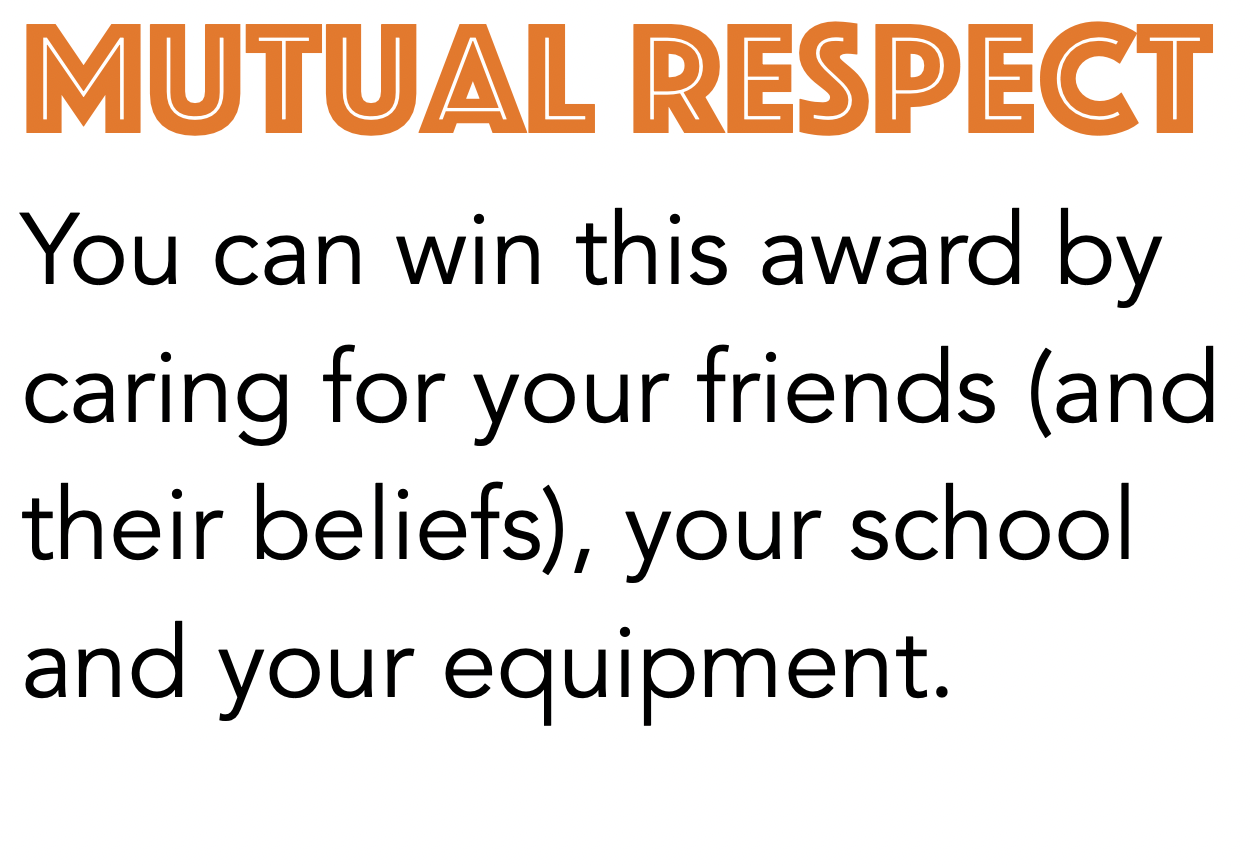 MUTUAL RESPECT
You can win this award by
caring for your friends (and
their beliefs), your school
and your equipment.